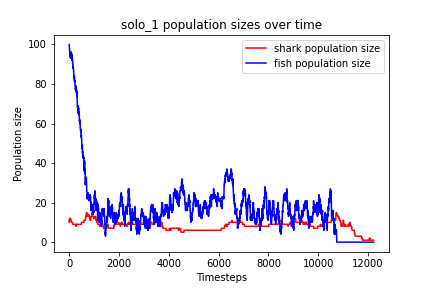 solo_1 population sizes over time
shark population size
fish population size
Population size
100
80
60
40
20
0
0 2000 4000 6000 8000 10000 12000
Timesteps